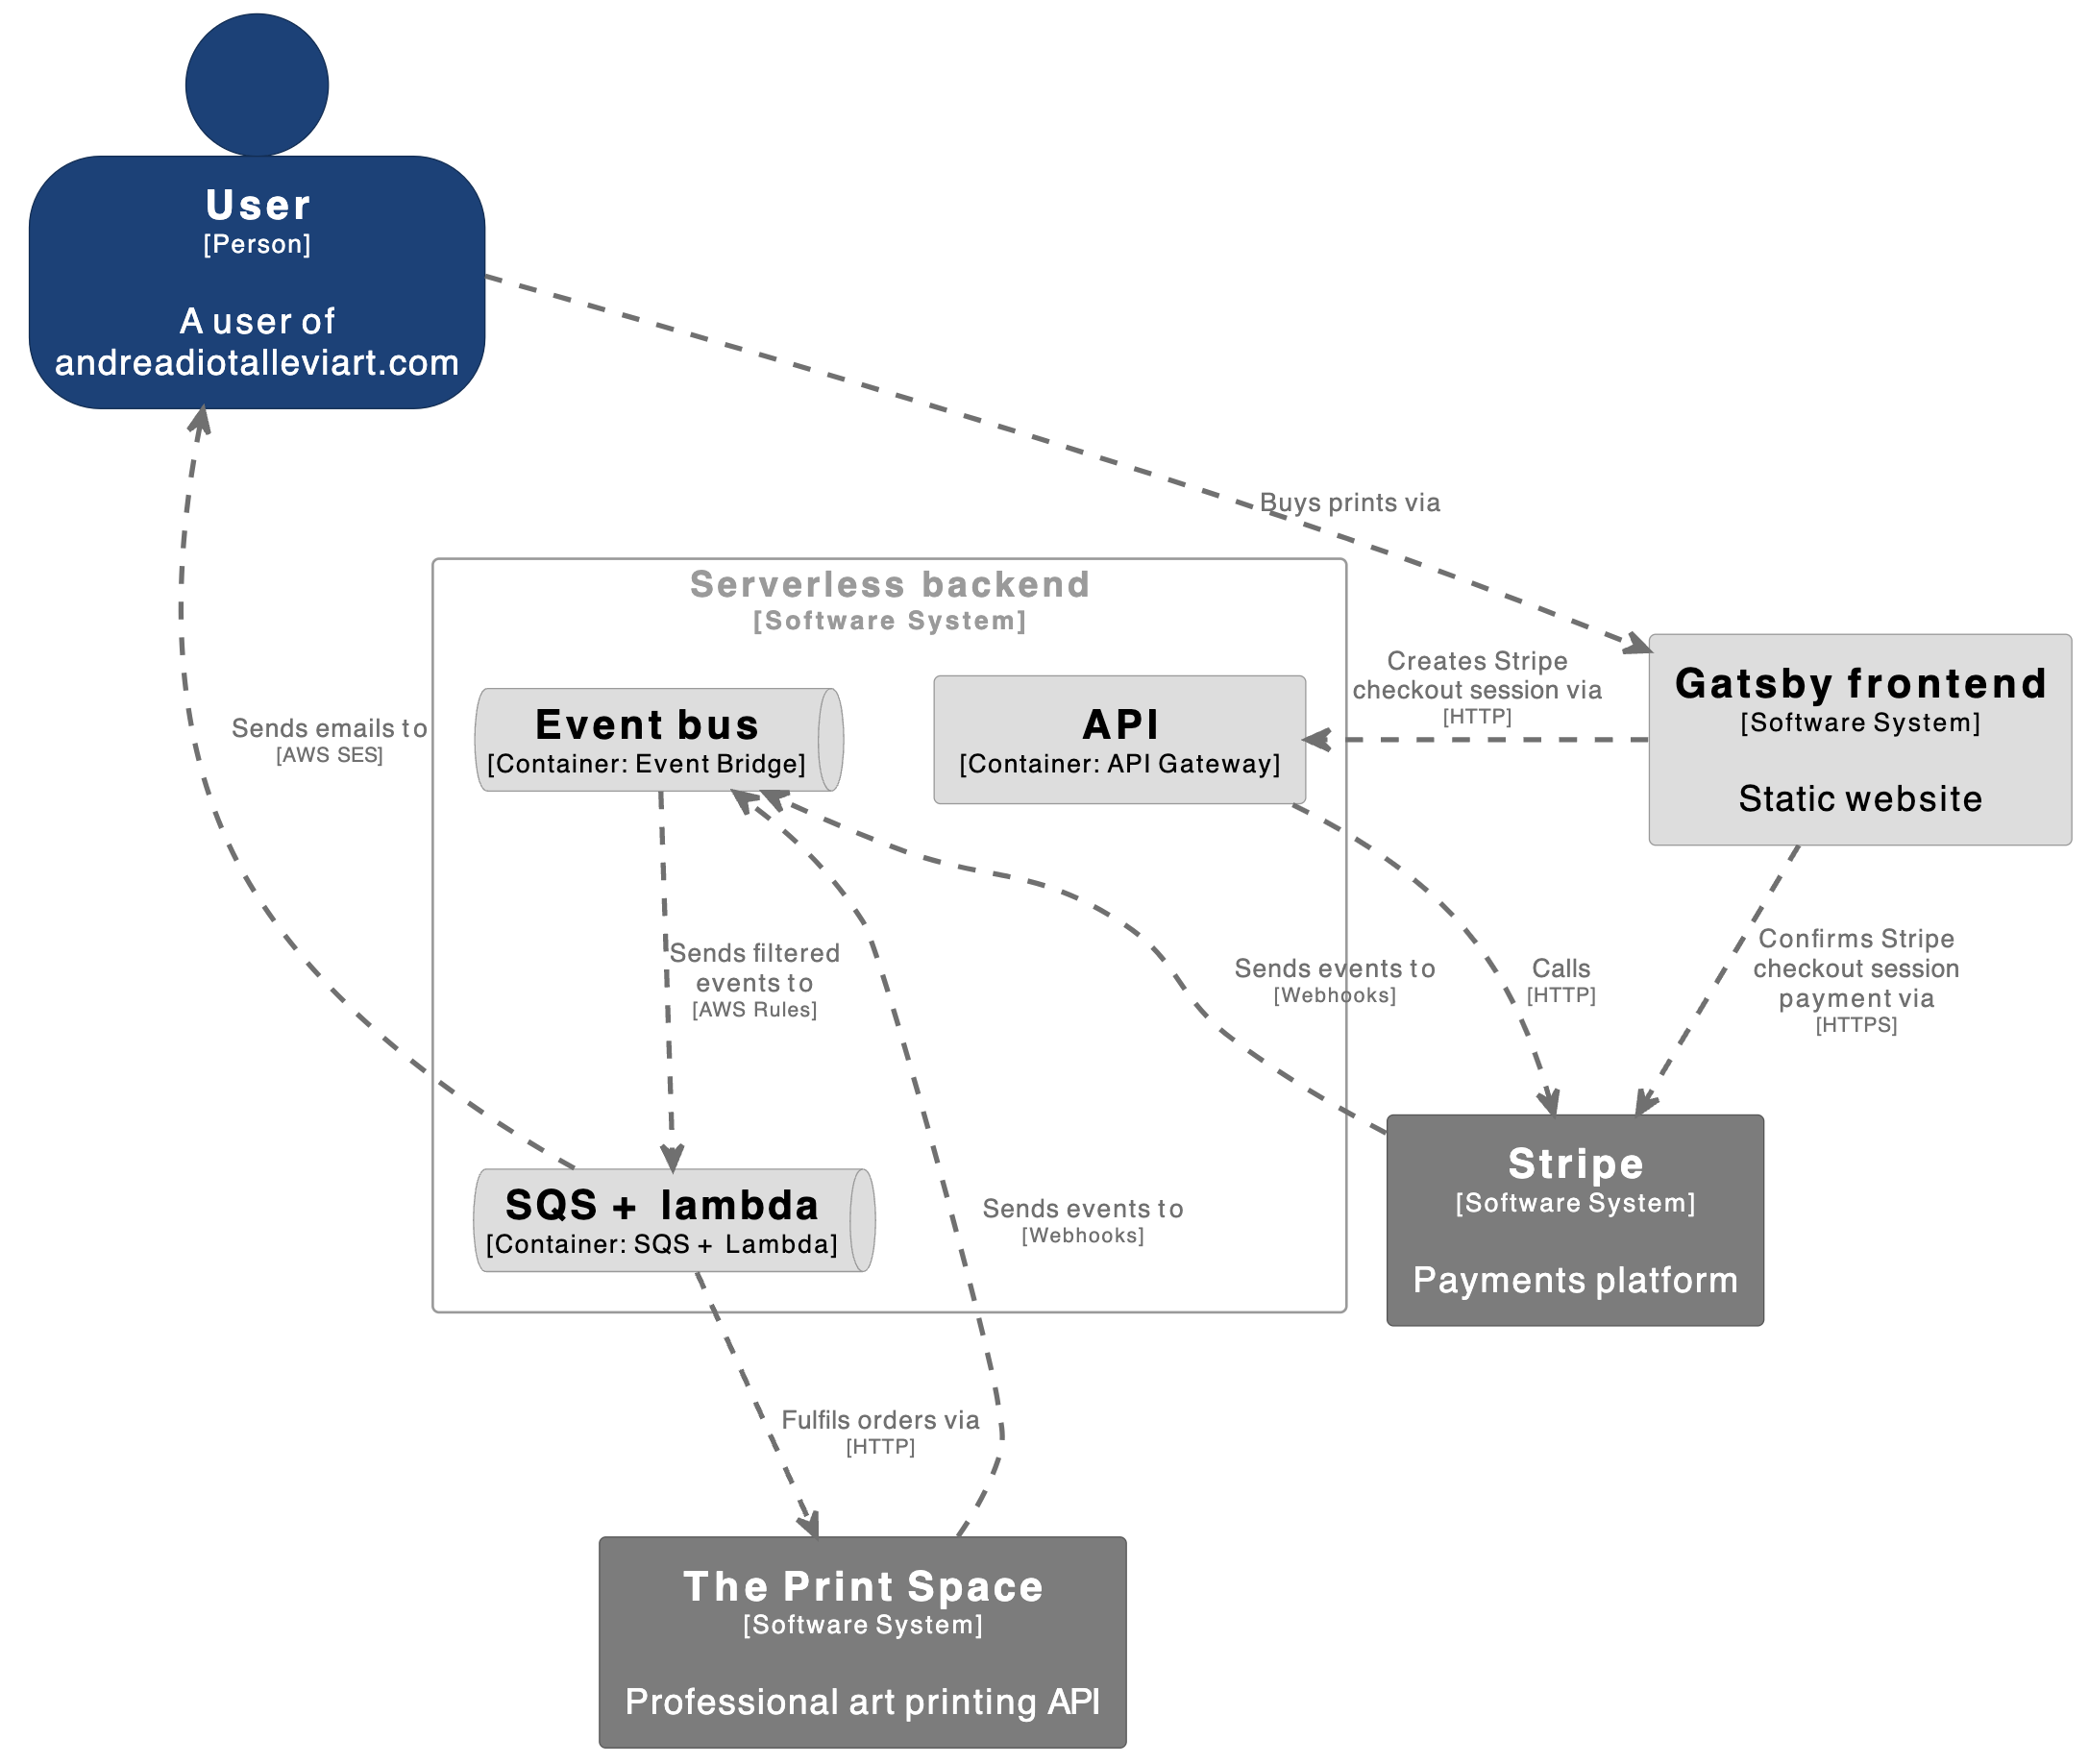 User
[Person]
A user of
andreadiotalleviart.com
Buys prints via
Serverless backend
[Software System]
Creates Stripe
checkout session via
[HTTP]
Gatsby frontend
[Software System]
Static website
Event bus
[Container: Event Bridge]
API
[Container: API Gateway]
Sends emails to
[AWS SES]
Sends filtered
events to
[AWS Rules]
Sends events to
[Webhooks]
Calls
[HTTP]
Confirms Stripe
checkout session
payment via
[HTTPS]
SQS + lambda
[Container: SQS + Lambda]
Sends events to
[Webhooks]
Stripe
[Software System]
Payments platform
Fulfils orders via
[HTTP]
The Print Space
[Software System]
Professional art printing API